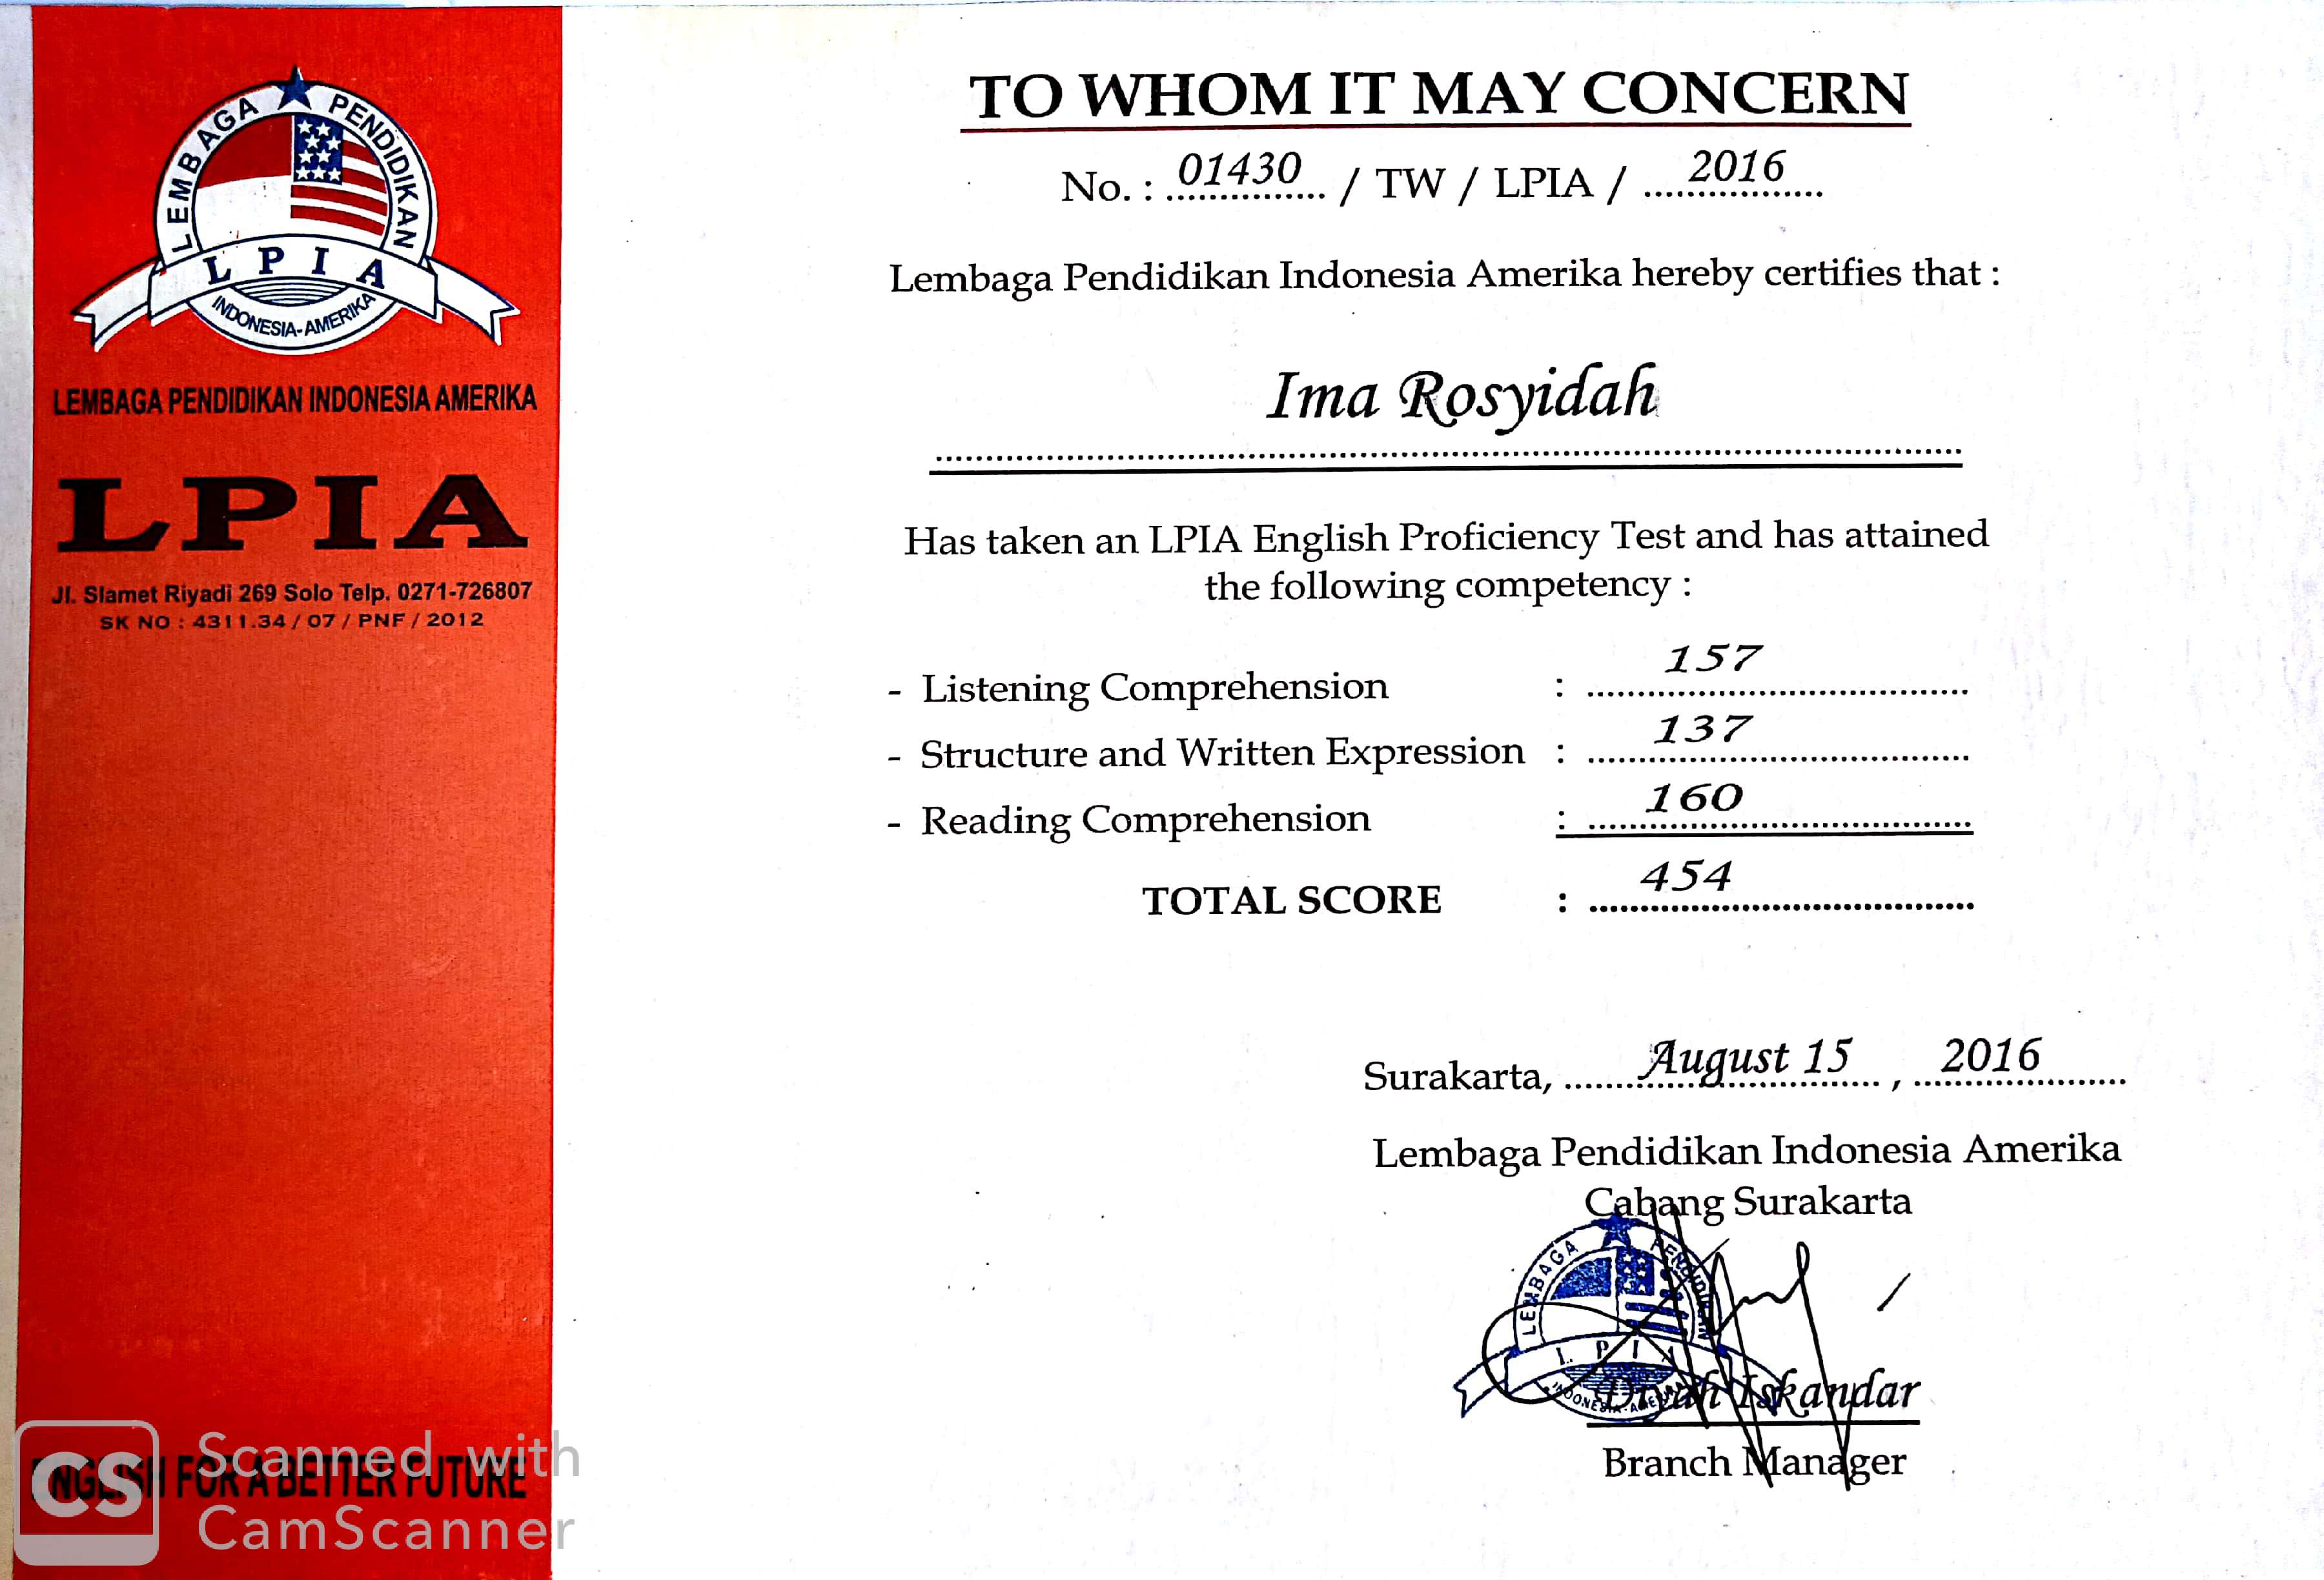 LEMBAGA PENDIDIKAN
LPIA
INDONESIA-AMERIKA
LEMBAGA PENDIDIKAN INDONESIA AMERIKA
LPIA
Jl. Slamet Riyadi 269 Solo Telp. 0271-726807
SK NO : 4311.34 / 07 / PNF / 2012
ENGLISH FOR A BETTER FUTURE
CS Scanned with
CamScanner
TO WHOM IT MAY CONCERN
No. : 01430 / TW / LPIA / 2016
Lembaga Pendidikan Indonesia Amerika hereby certifies that :
Ima Rosyidah
Has taken an LPIA English Proficiency Test and has attained
the following competency :
- Listening Comprehension : 157
- Structure and Written Expression : 137
- Reading Comprehension : 160
TOTAL SCORE : 454
Surakarta, August 15 , 2016
Lembaga Pendidikan Indonesia Amerika
Cabang Surakarta
LEMBAGA PENDIDIKAN
LPIA
INDONESIA-AMERIKA
Iskandar
Branch Manager